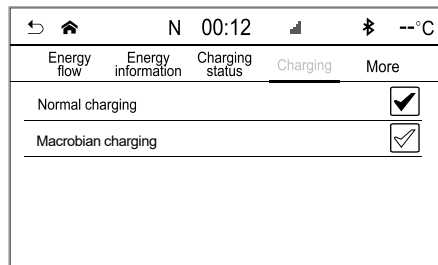 N 00:12 --°C
Energy flow Energy information Charging status Charging More
Normal charging
Macrobian charging